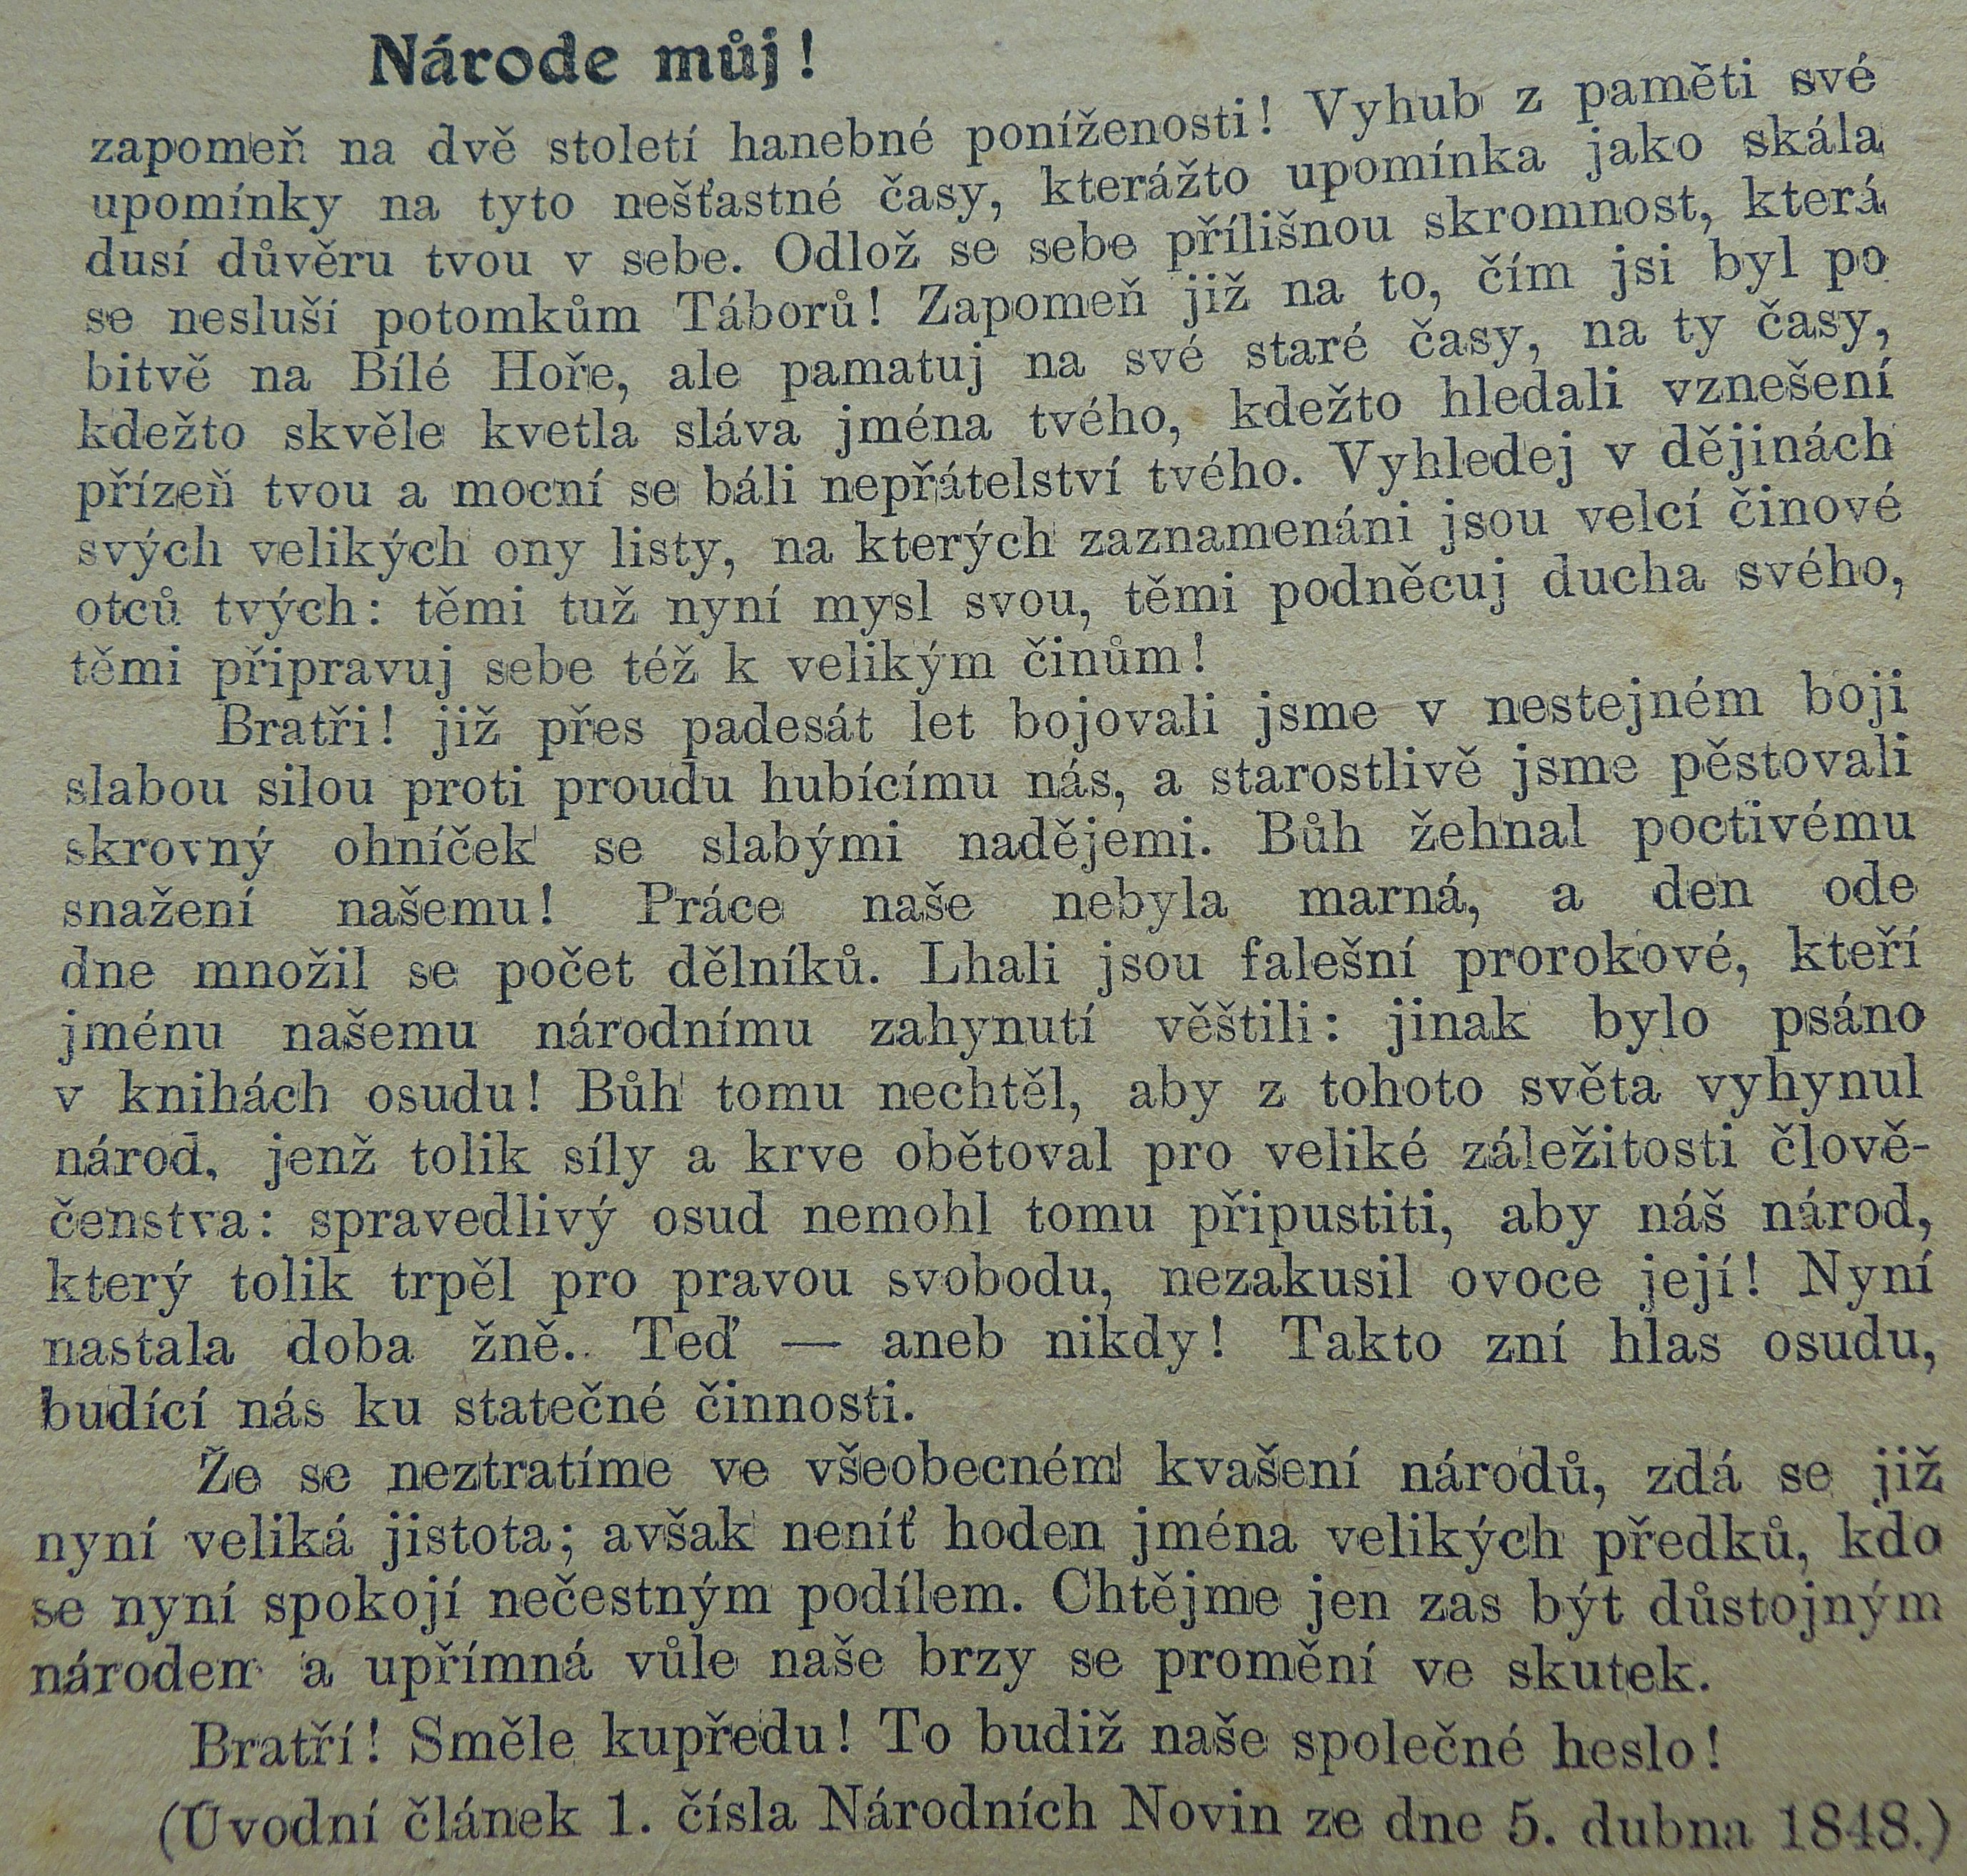 Národe můj!
zapomeň na dvě století hanebné poníženosti! Vyhub z paměti své
upomínky na tyto nešťastné časy, kterážto upomínka jako skála
dusí důvěru tvou v sebe. Odlož se sebe přílišnou skromnost, která
se nesluší potomkům Táborů! Zapomeň již na to, čím jsi byl po
bitvě na Bílé Hoře, ale pamatuj na své staré časy, na ty časy,
kdežto skvěle kvetla sláva jména tvého, kdežto hledali vznešení
přízeň tvou a mocní se báli nepřátelství tvého. Vyhledej v dějinách
svých velikých ony listy, na kterých zaznamenáni jsou velcí činové
otců tvých: těmi tuž nyní mysl svou, těmi podněcuj ducha svého,
těmi připravuj sebe též k velikým činům!
Bratři! již přes padesát let bojovali jsme v nestejném boji
slabou silou proti proudu hubícímu nás, a starostlivě jsme pěstovali
skrovný ohníček se slabými nadějemi. Bůh žehnal poctivému
snažení našemu! Práce naše nebyla marná, a den ode
dne množil se počet dělníků. Lhali jsou falešní prorokové, kteří
jménu našemu národnímu zahynutí věštili: jinak bylo psáno
v knihách osudu! Bůh tomu nechtěl, aby z tohoto světa vyhynul
národ, jenž tolik síly a krve obětoval pro veliké záležitosti člově-
čenstva: spravedlivý osud nemohl tomu připustiti, aby náš národ,
který tolik trpěl pro pravou svobodu, nezakusil ovoce její! Nyní
nastala doba žně. Teď — aneb nikdy! Takto zní hlas osudu,
budící nás ku statečné činnosti.
Že se neztratíme ve všeobecném kvašení národů, zdá se již
nyní veliká jistota; avšak neníť hoden jména velikých předků, kdo
se nyní spokojí nečestným podílem. Chtějme jen zas být důstojným
národem a upřímná vůle naše brzy se promění ve skutek.
Bratří! Směle kupředu! To budiž naše společné heslo!
(Úvodní článek 1. čísla Národních Novin ze dne 5. dubna 1848.)